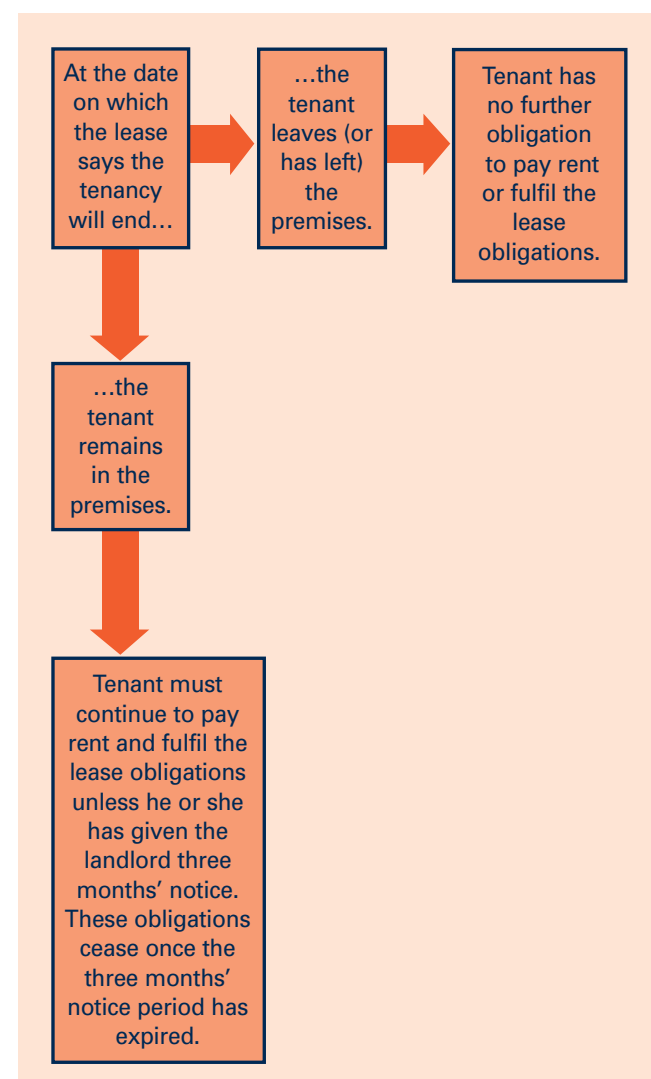 At the date
on which
the lease
says the
tenancy
will end…
…the
tenant
leaves (or
has left)
the
premises.
Tenant has
no further
obligation
to pay rent
or fulfil the
lease
obligations.
…the
tenant
remains
in the
premises.
Tenant must
continue to pay
rent and fulfil the
lease obligations
unless he or she
has given the
landlord three
months’ notice.
These obligations
cease once the
three months’
notice period has
expired.